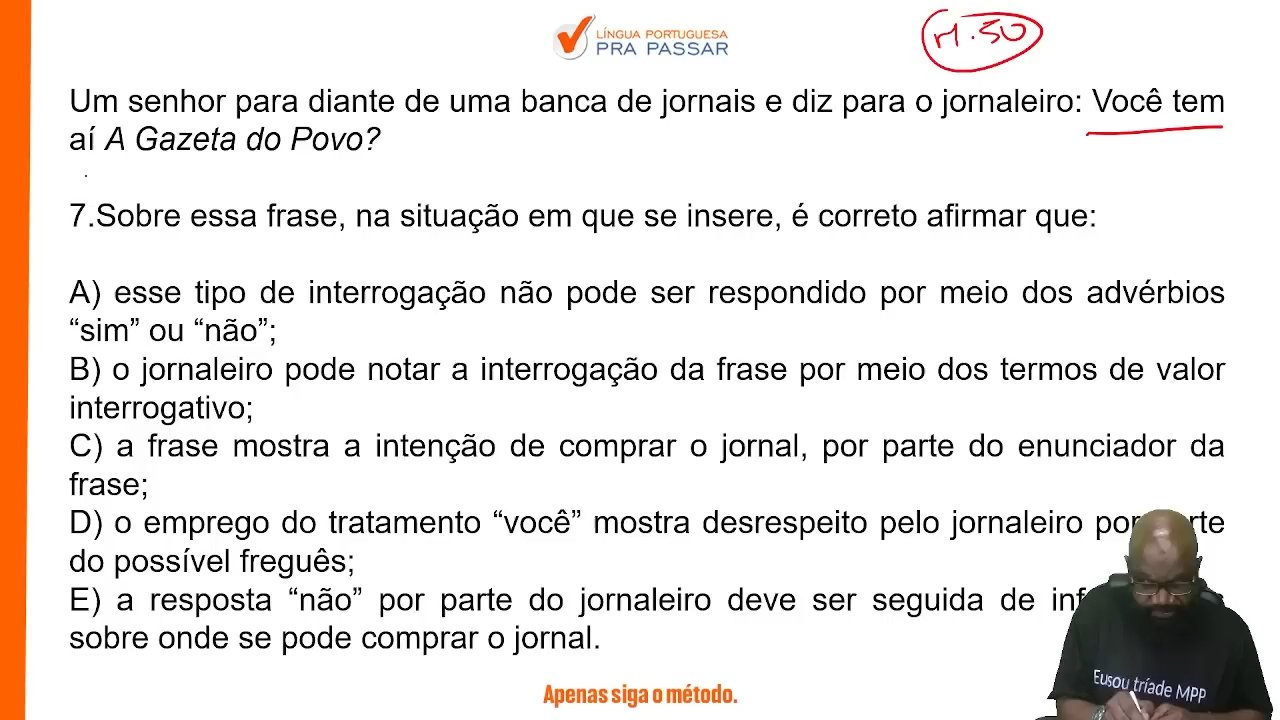 LÍNGUA PORTUGUESA
PRA PASSAR
Um senhor para diante de uma banca de jornais e diz para o jornaleiro: Você tem
aí A Gazeta do Povo?
7.Sobre essa frase, na situação em que se insere, é correto afirmar que:
A) esse tipo de interrogação não pode ser respondido por meio dos advérbios
“sim” ou “não”;
B) o jornaleiro pode notar a interrogação da frase por meio dos termos de valor
interrogativo;
C) a frase mostra a intenção de comprar o jornal, por parte do enunciador da
frase;
D) o emprego do tratamento “você” mostra desrespeito pelo jornaleiro
do possível freguês;
E) a resposta “não” por parte do jornaleiro deve ser seguida de
sobre onde se pode comprar o jornal.
Eusou tríade MPP
Apenas siga o método.